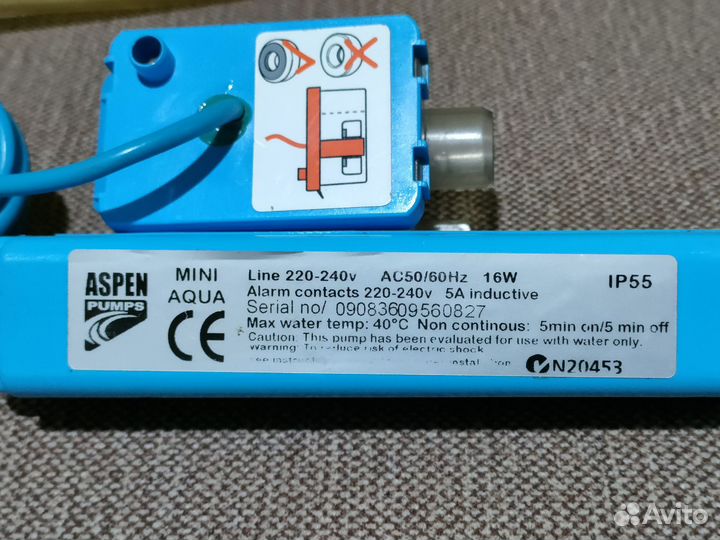 ASPEN
PUMPS
MINI
AQUA
CE
Line 220-240v AC50/60Hz 16W IP55
Alarm contacts 220-240v 5A inductive
Serial no/ 09083609560827
Max water temp: 40°C Non continous: 5min on/5 min off
Caution: This pump has been evaluated for use with water only.
Warning: To reduce risk of electric shock
N20453
Avito